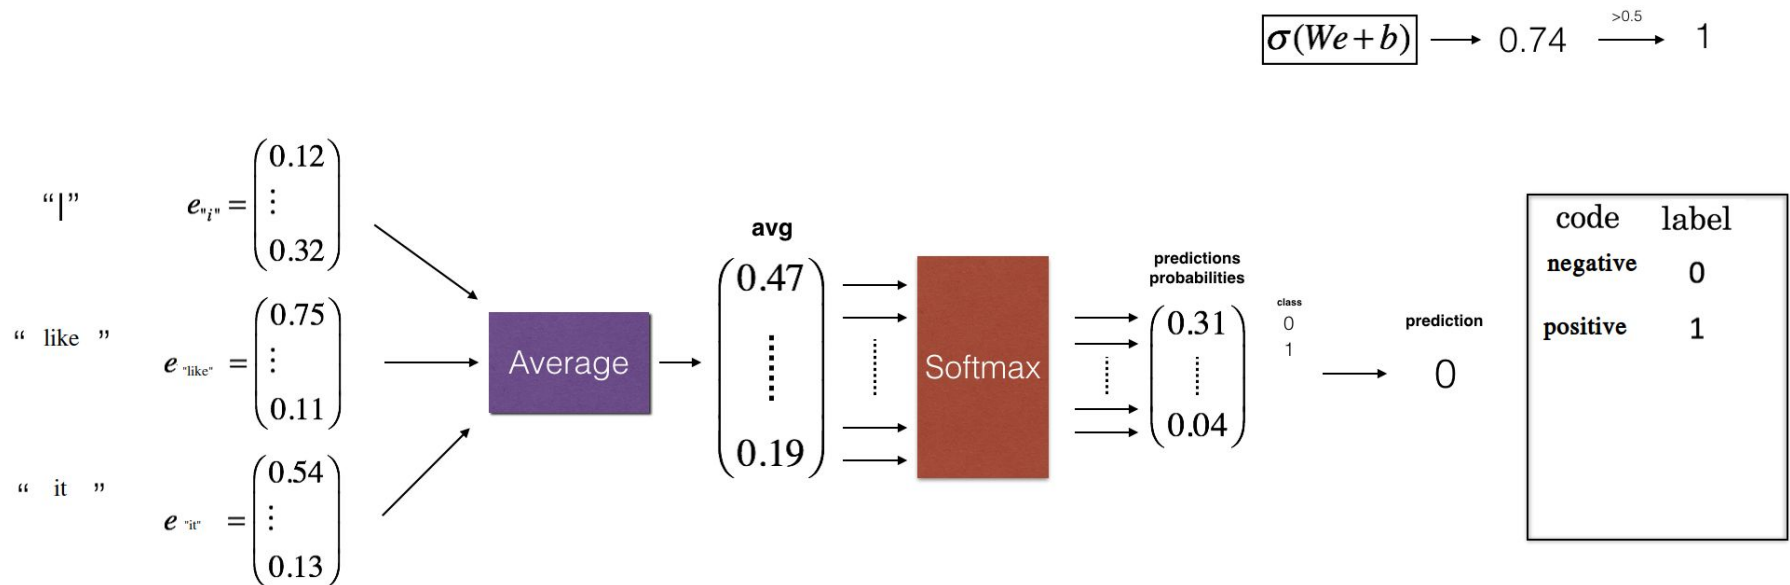 σ(We+b) → 0.74 >0.5 → 1
“I” e"i" = (0.12 ⋮ 0.32)
“ like ” e "like" = (0.75 ⋮ 0.11)
“ it ” e "it" = (0.54 ⋮ 0.13)
Average
avg
0.47
0.19
Softmax
predictions
probabilities
0.31
0.04
class
0
1
prediction
0
code label
negative 0
positive 1